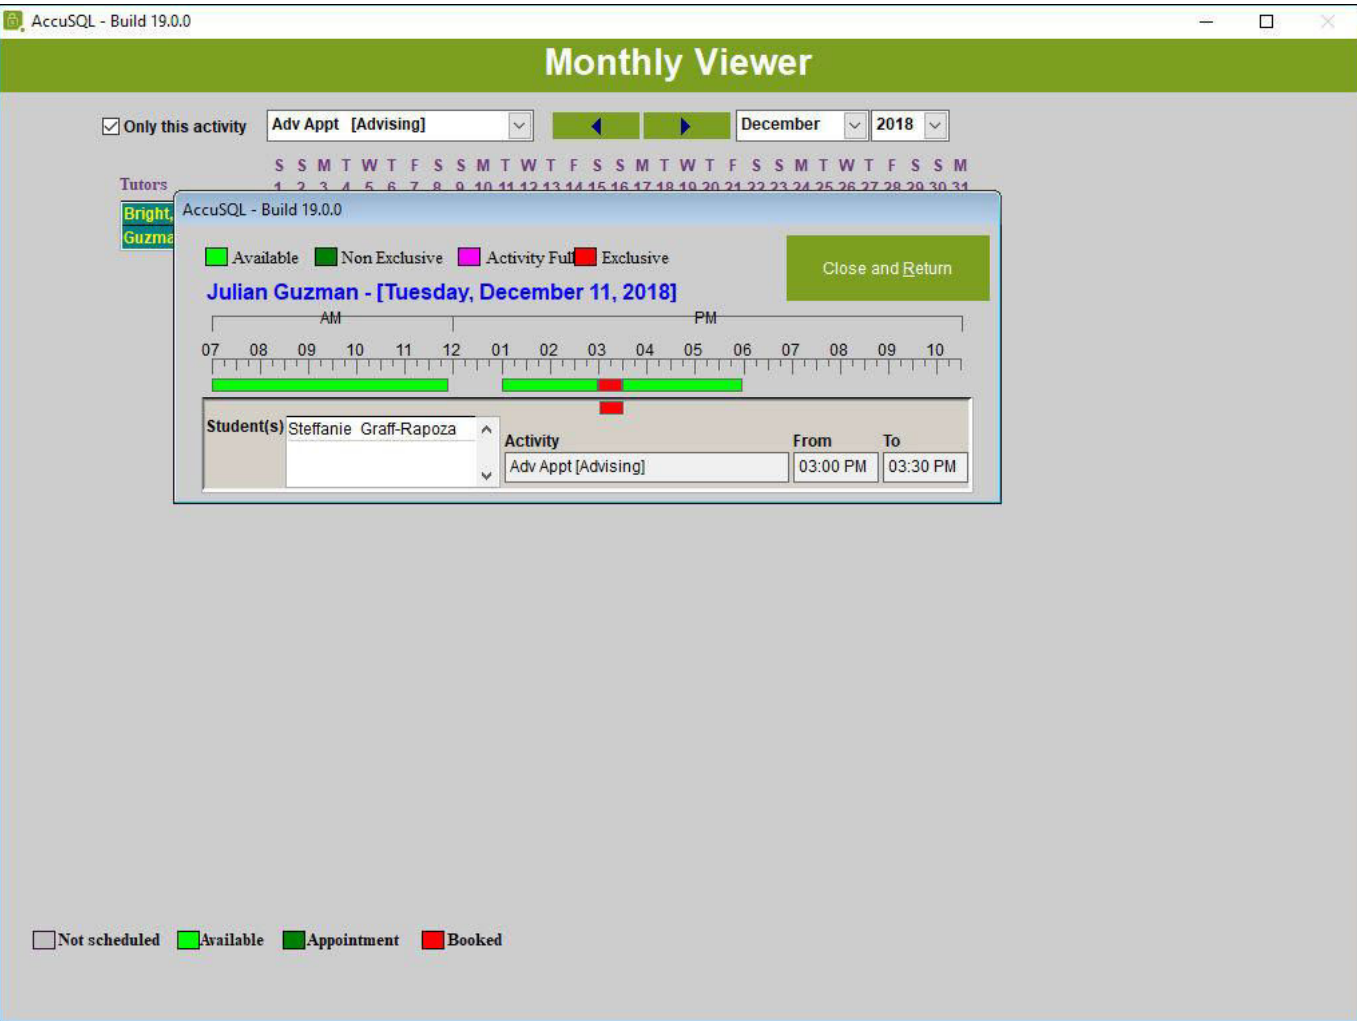 AccuSQL - Build 19.0.0
Monthly Viewer
Only this activity Adv Appt [Advising] December 2018
S S M T W T F S S M T W T F S S M T W T F S S M T W T F S S M
Tutors 1 2 3 4 5 6 7 8 9 10 11 12 13 14 15 16 17 18 19 20 21 22 23 24 25 26 27 28 29 30 31
Bright,
AccuSQL - Build 19.0.0
Guzma
Available Non Exclusive Activity Full Exclusive
Close and Return
Julian Guzman - [Tuesday, December 11, 2018]
AM PM
07 08 09 10 11 12 01 02 03 04 05 06 07 08 09 10
Student(s) Steffanie Graff-Rapoza
Activity From To
Adv Appt [Advising] 03:00 PM 03:30 PM
Not scheduled Available Appointment Booked